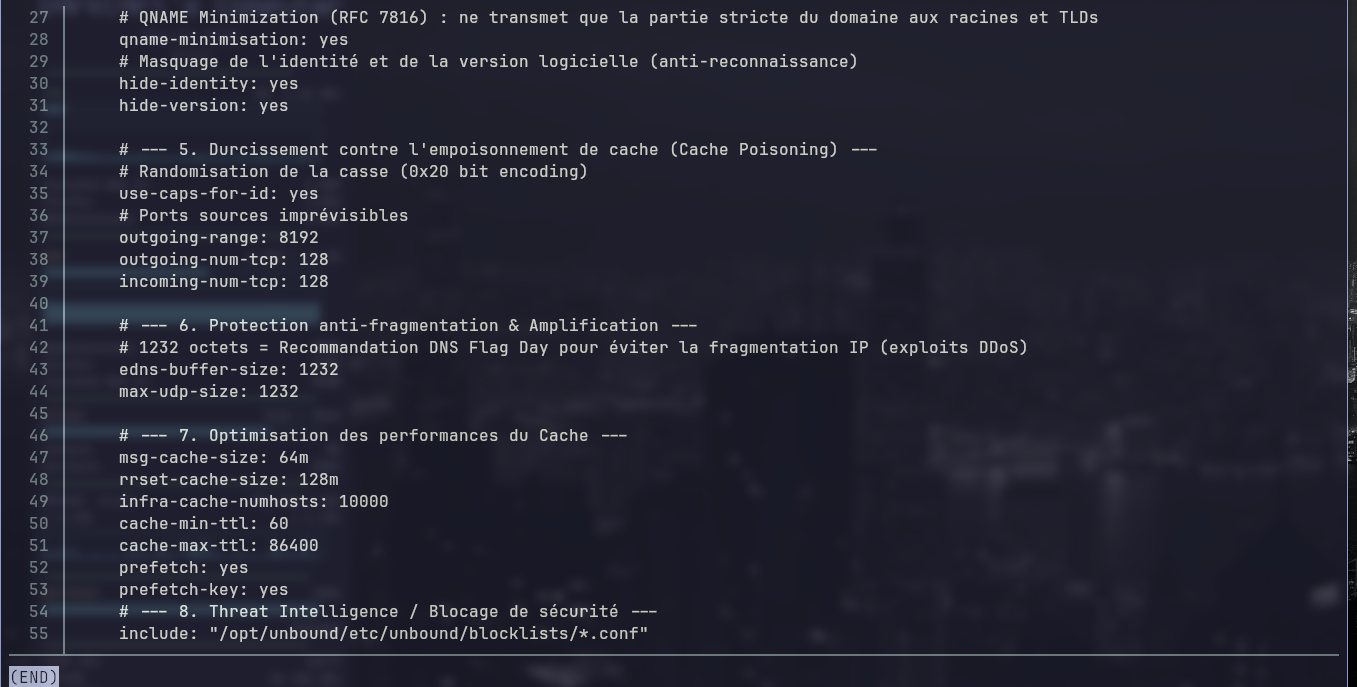 27 # QNAME Minimization (RFC 7816) : ne transmet que la partie stricte du domaine aux racines et TLDs
28 qname-minimisation: yes
29 # Masquage de l'identité et de la version logicielle (anti-reconnaissance)
30 hide-identity: yes
31 hide-version: yes
32
33 # --- 5. Durcissement contre l'empoisonnement de cache (Cache Poisoning) ---
34 # Randomisation de la casse (0x20 bit encoding)
35 use-caps-for-id: yes
36 # Ports sources imprévisibles
37 outgoing-range: 8192
38 outgoing-num-tcp: 128
39 incoming-num-tcp: 128
40
41 # --- 6. Protection anti-fragmentation & Amplification ---
42 # 1232 octets = Recommandation DNS Flag Day pour éviter la fragmentation IP (exploits DDoS)
43 edns-buffer-size: 1232
44 max-udp-size: 1232
45
46 # --- 7. Optimisation des performances du Cache ---
47 msg-cache-size: 64m
48 rrset-cache-size: 128m
49 infra-cache-numhosts: 10000
50 cache-min-ttl: 60
51 cache-max-ttl: 86400
52 prefetch: yes
53 prefetch-key: yes
54 # --- 8. Threat Intelligence / Blocage de sécurité ---
55 include: "/opt/unbound/etc/unbound/blocklists/*.conf"
(END)